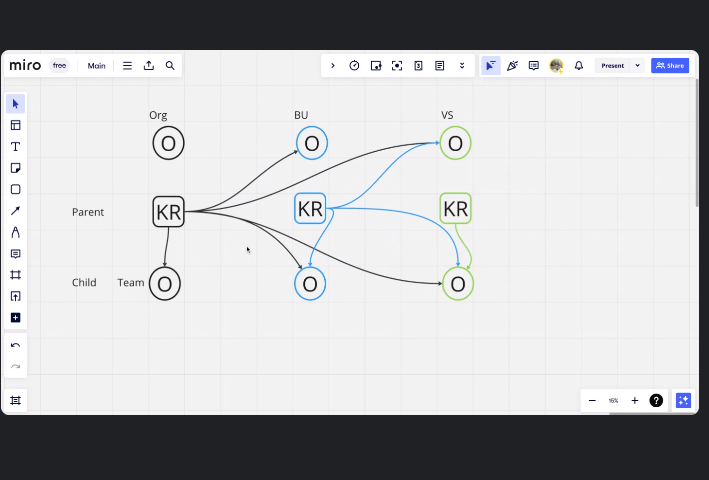 miro free Main Present Share
Org BU VS
O O O
Parent KR KR KR
Child Team O O O
15%